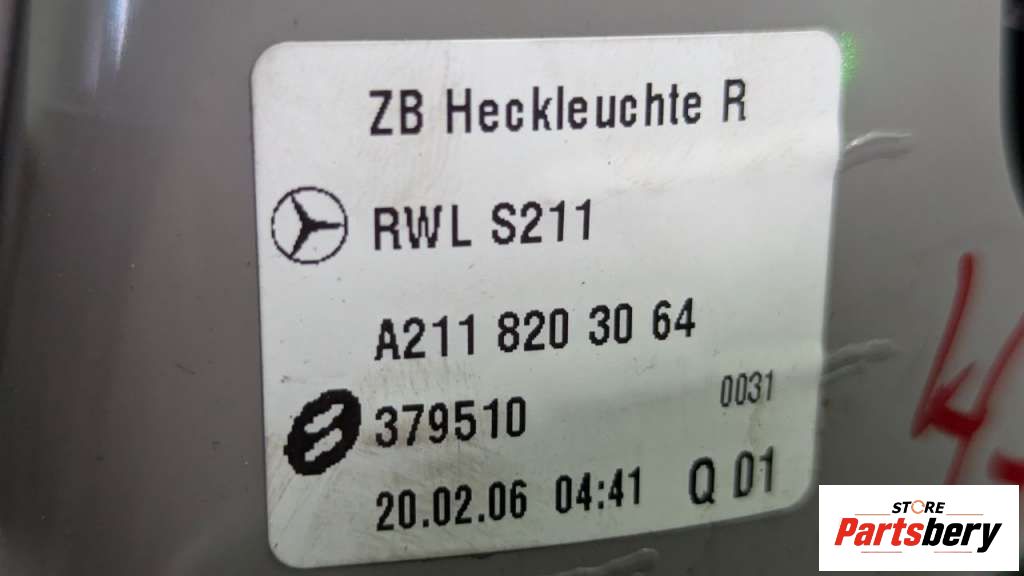 ZB Heckleuchte R
RWL S211
A211 820 30 64
379510 0031
20.02.06 04:41 Q 01
STORE
Partsbery